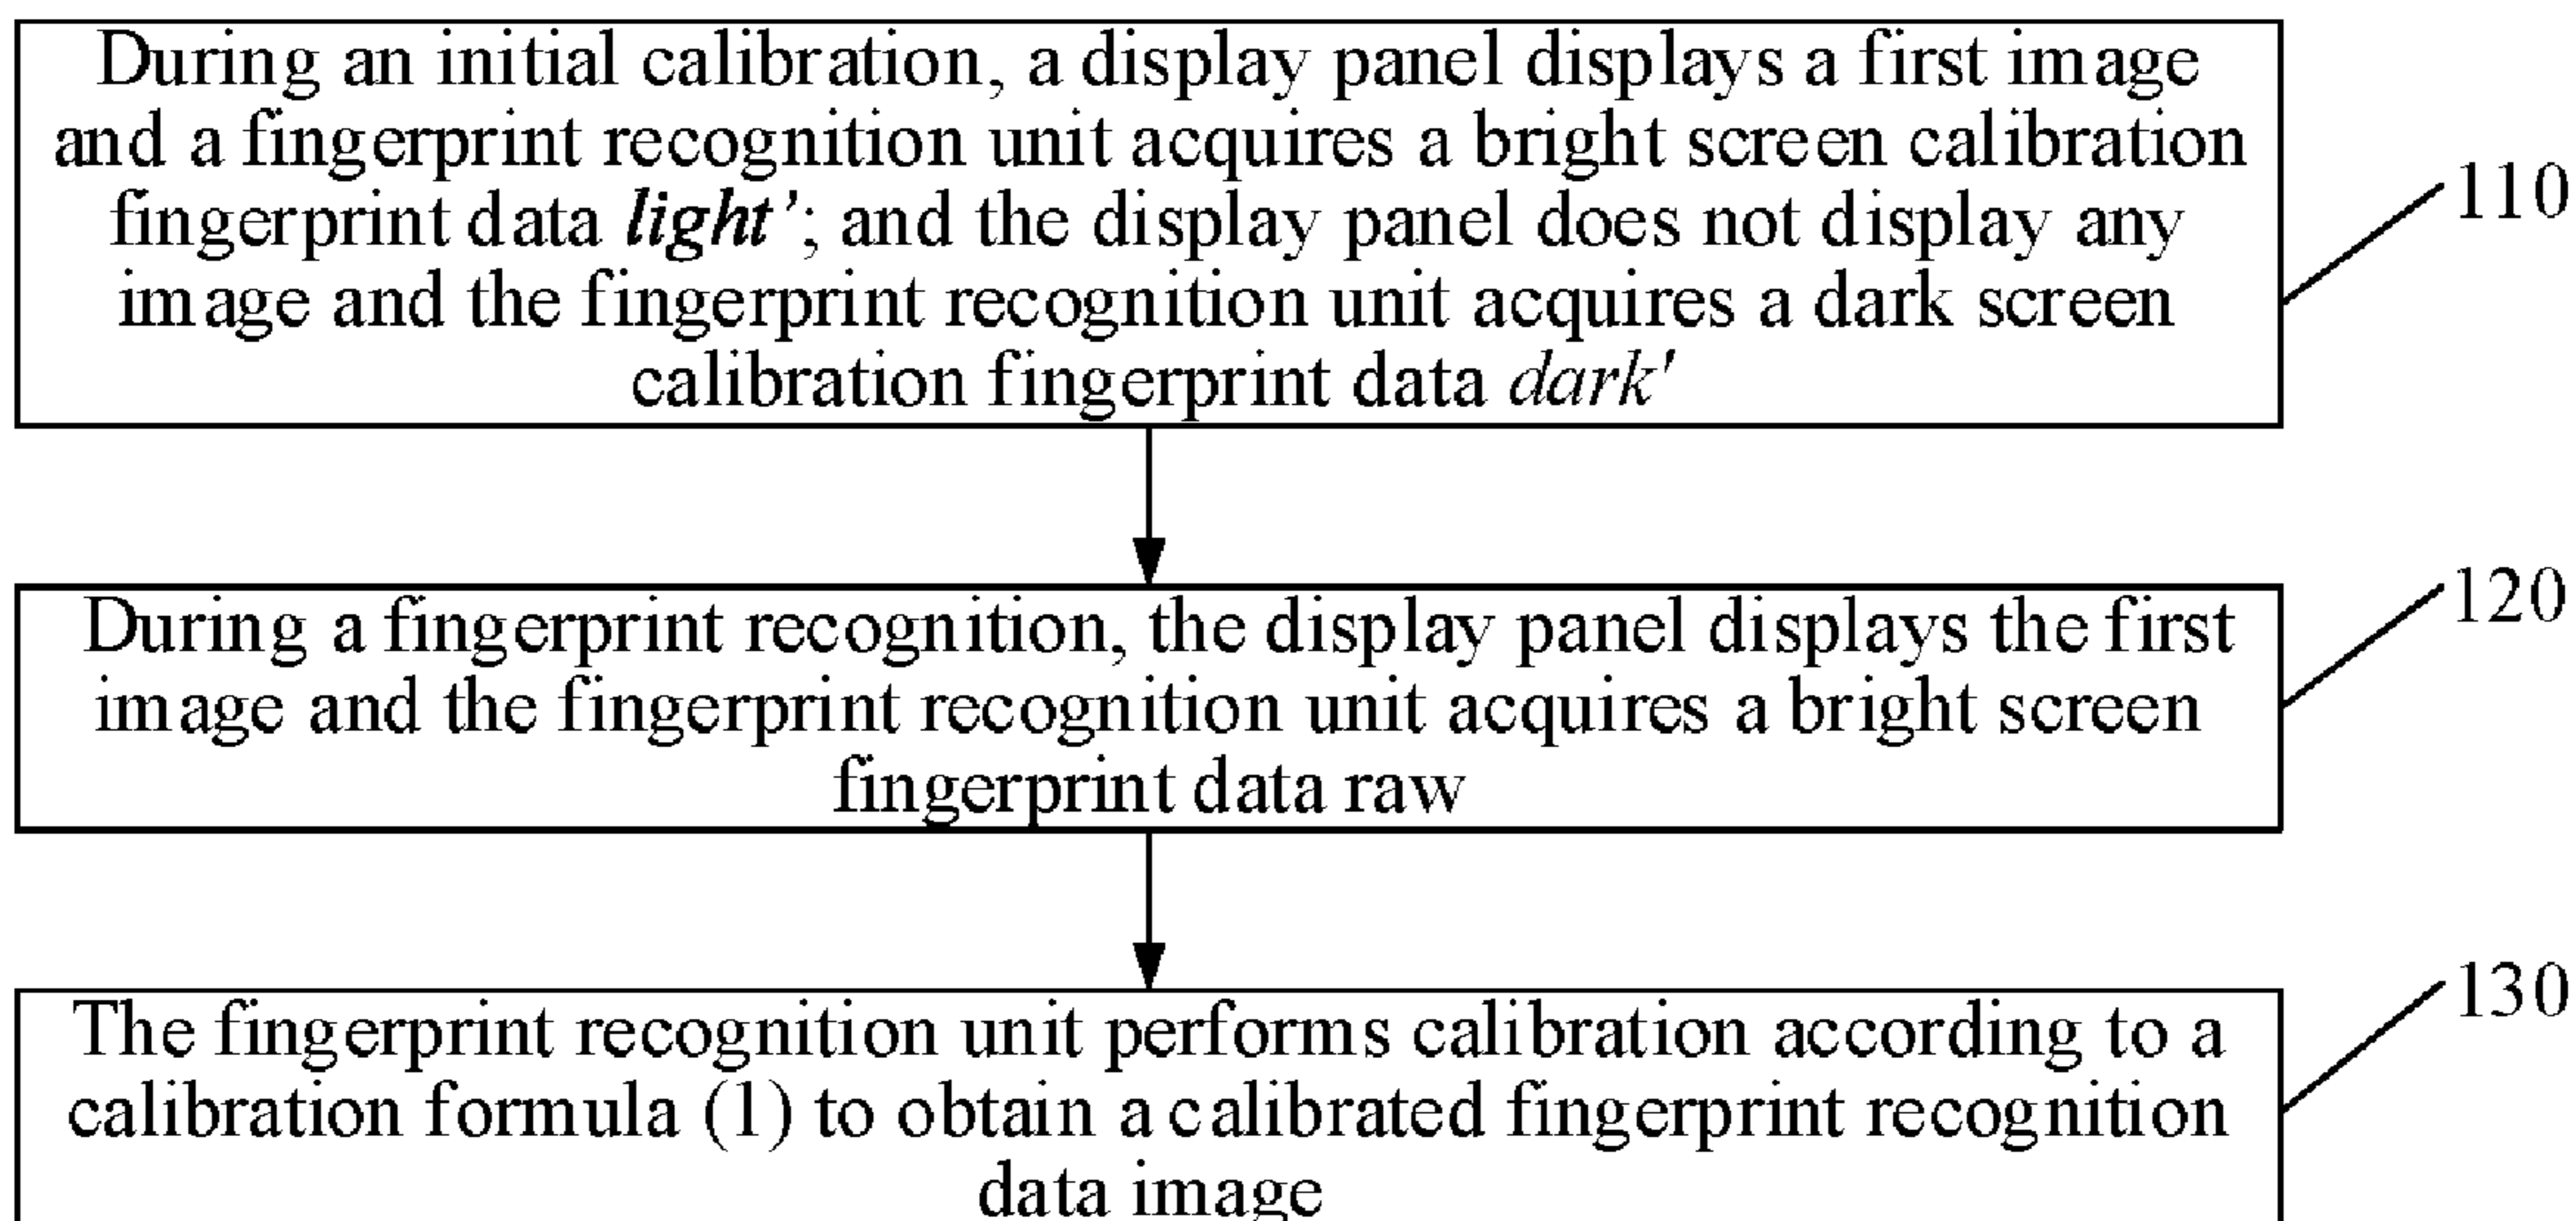 During an initial calibration, a display panel displays a first image
and a fingerprint recognition unit acquires a bright screen calibration
fingerprint data light'; and the display panel does not display any
image and the fingerprint recognition unit acquires a dark screen
calibration fingerprint data dark'
110
During a fingerprint recognition, the display panel displays the first
image and the fingerprint recognition unit acquires a bright screen
fingerprint data raw
120
The fingerprint recognition unit performs calibration according to a
calibration formula (1) to obtain a calibrated fingerprint recognition
data image
130